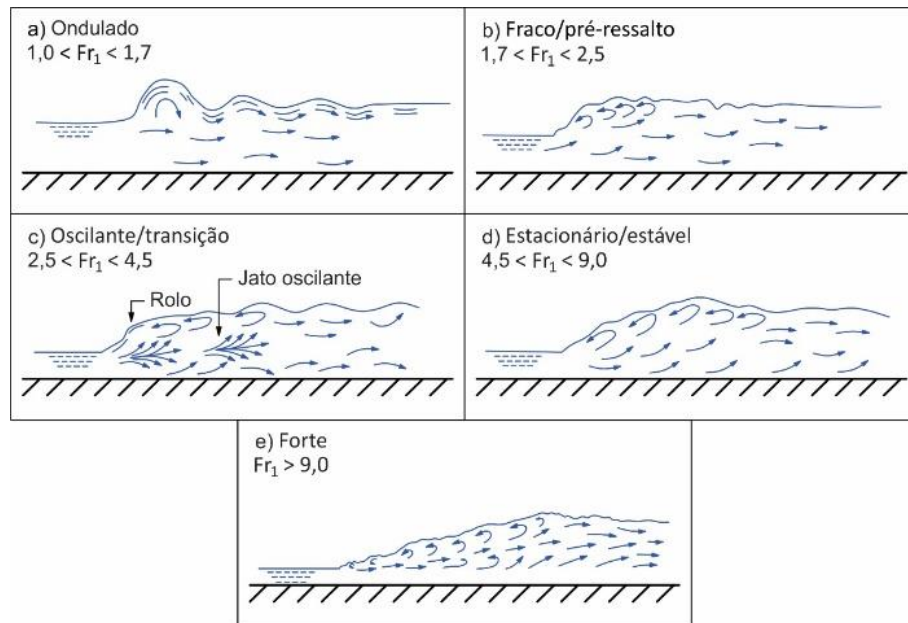 a) Ondulado
1,0 < Fr₁ < 1,7
b) Fraco/pré-ressalto
1,7 < Fr₁ < 2,5
c) Oscilante/transição
2,5 < Fr₁ < 4,5
Jato oscilante
Rolo
d) Estacionário/estável
4,5 < Fr₁ < 9,0
e) Forte
Fr₁ > 9,0